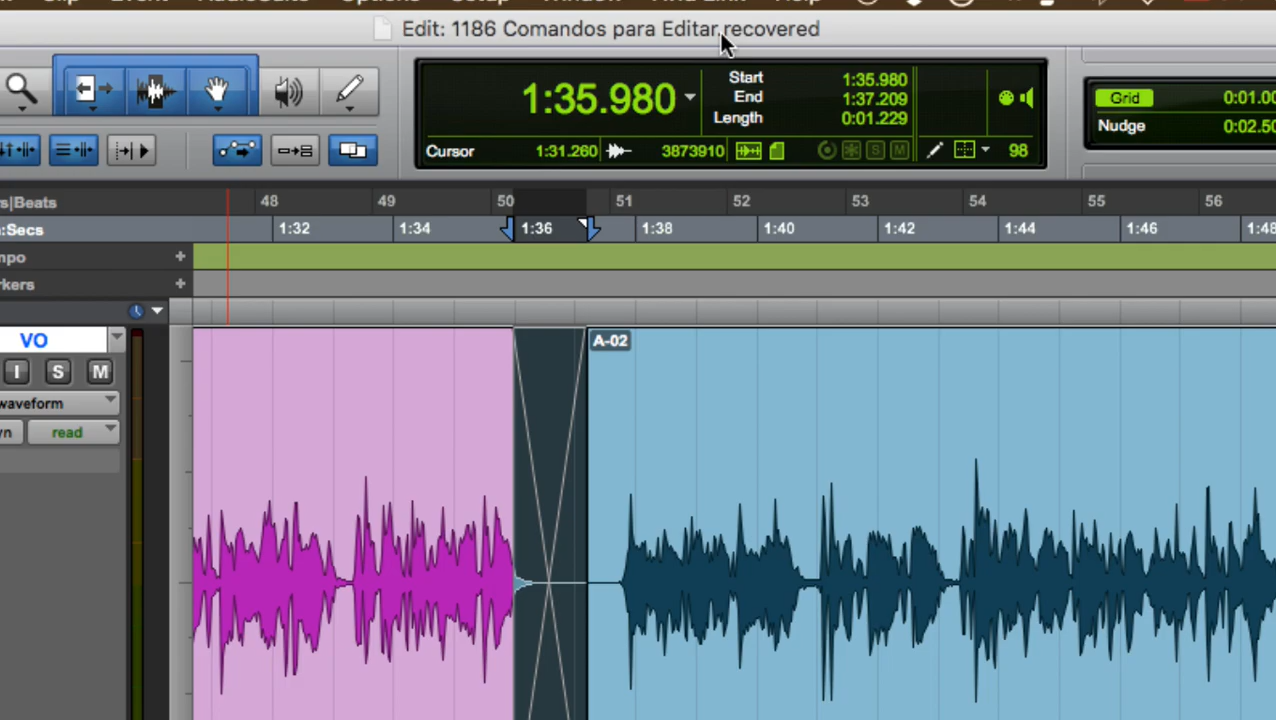 Edit: 1186 Comandos para Editar.recovered
1:35.980
Start 1:35.980
End 1:37.209
Length 0:01.229
Cursor 1:31.260 3873910 S M 98
Grid 0:01.00
Nudge 0:02.50
s|Beats 48 49 50 51 52 53 54 55 56
:Secs 1:32 1:34 1:36 1:38 1:40 1:42 1:44 1:46 1:48
mpo +
kers +
VO
A-02
I S M
waveform
vn read